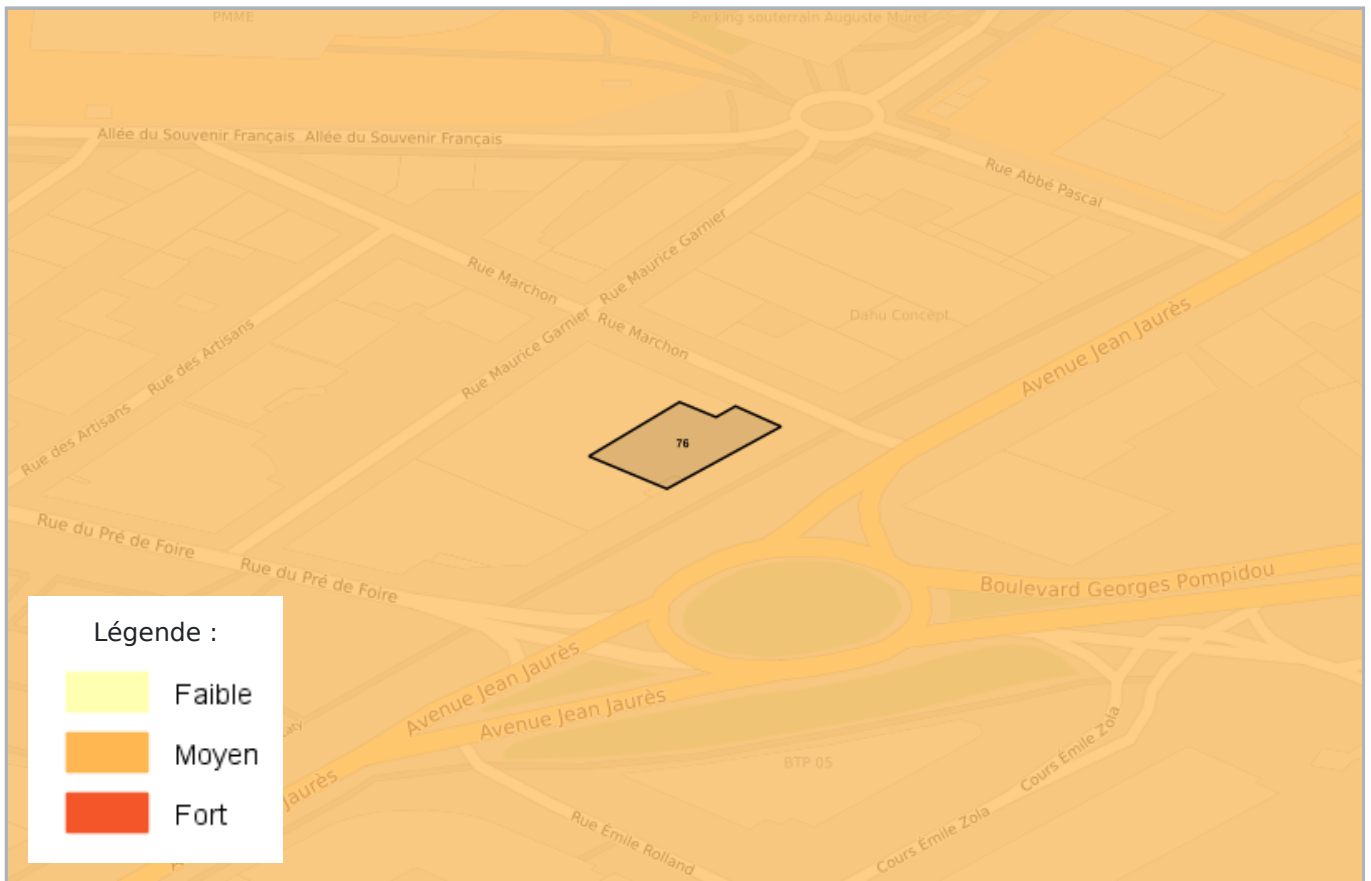 PMME
Parking souterrain Auguste Muret
Allée du Souvenir Français Allée du Souvenir Français
Rue Abbé Pascal
Rue Maurice Garnier
Rue Marchon
Rue Marchon
Dahu Concept
Avenue Jean Jaurès
Rue des Artisans
Rue Maurice Garnier
Rue des Artisans
76
Rue du Pré de Foire
Rue du Pré de Foire
Boulevard Georges Pompidou
Avenue Jean Jaurès
Avenue Jean Jaurès
BTP 05
Cours Émile Zola
Jaurès
Rue Émile Rolland
Cours Émile Zola
Légende :
Faible
Moyen
Fort